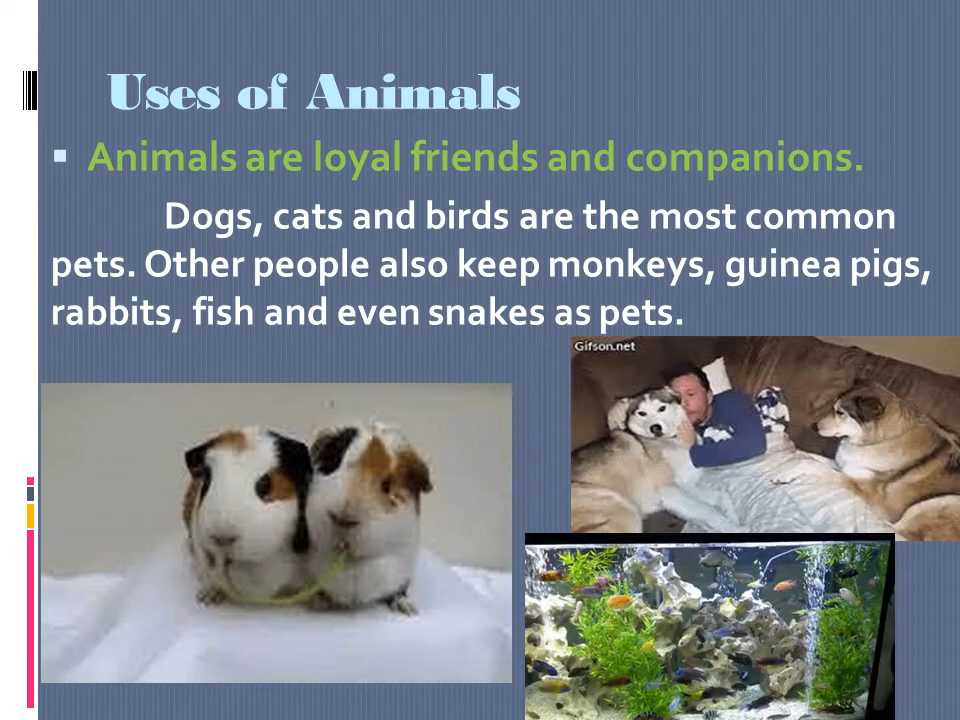 Uses of Animals
▪ Animals are loyal friends and companions.
Dogs, cats and birds are the most common
pets. Other people also keep monkeys, guinea pigs,
rabbits, fish and even snakes as pets.
Gifson.net